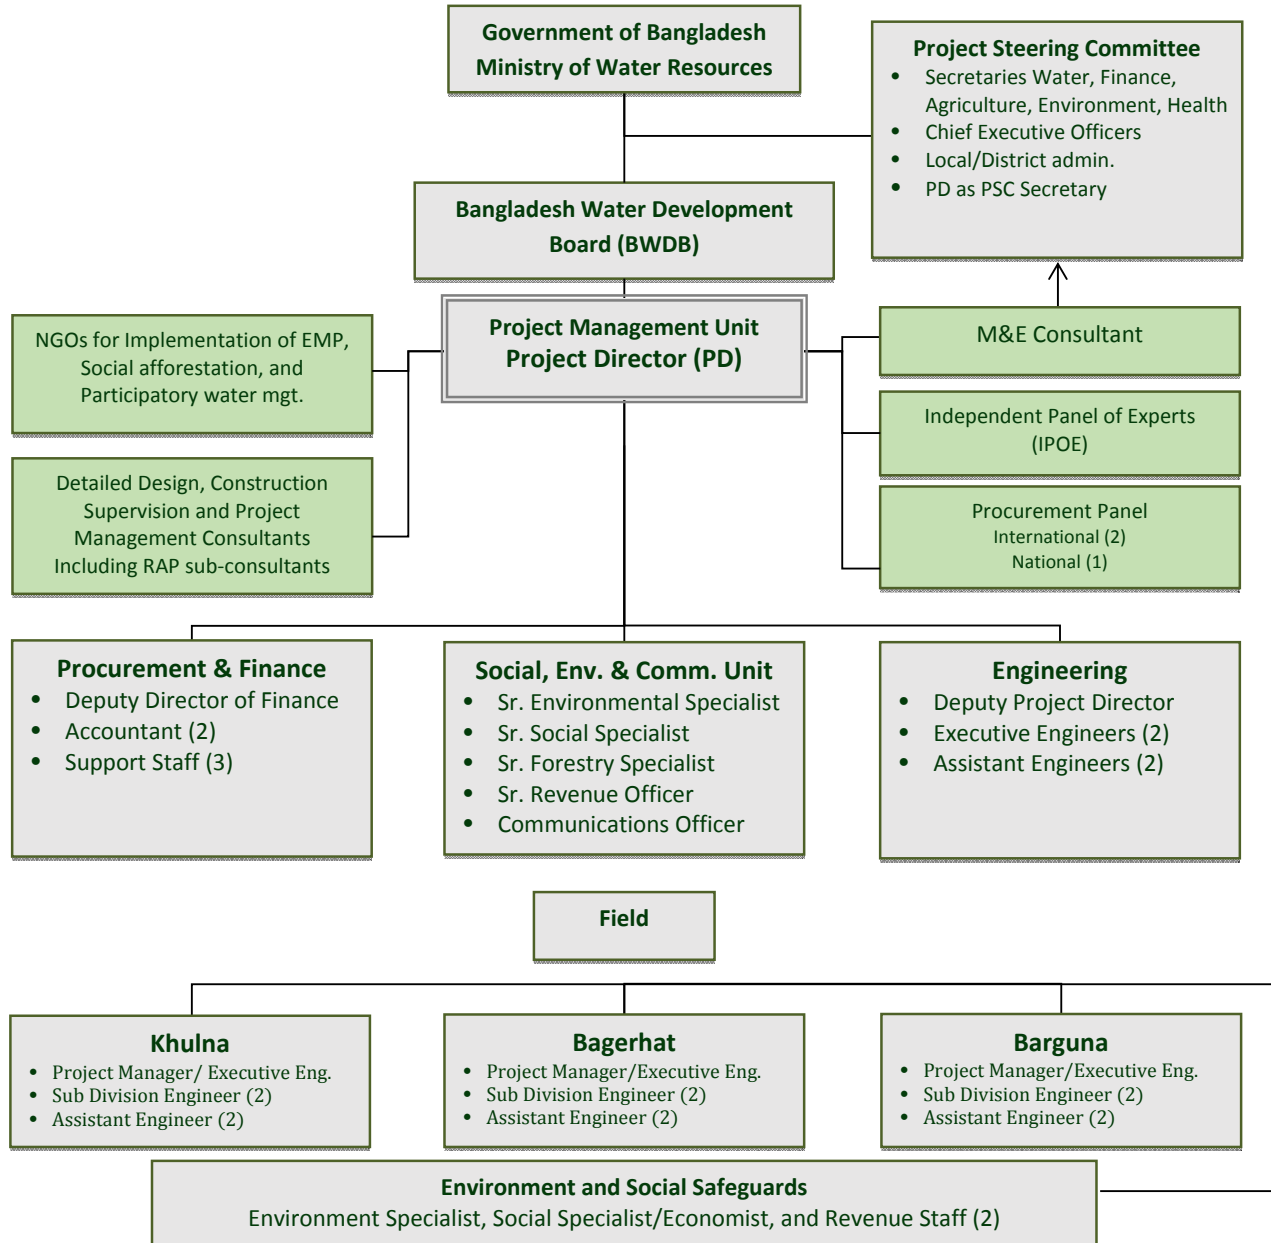 Government of Bangladesh
Ministry of Water Resources
Project Steering Committee
• Secretaries Water, Finance,
Agriculture, Environment, Health
• Chief Executive Officers
• Local/District admin.
• PD as PSC Secretary
Bangladesh Water Development
Board (BWDB)
Project Management Unit
Project Director (PD)
NGOs for Implementation of EMP,
Social afforestation, and
Participatory water mgt.
M&E Consultant
Independent Panel of Experts
(IPOE)
Detailed Design, Construction
Supervision and Project
Management Consultants
Including RAP sub-consultants
Procurement Panel
International (2)
National (1)
Procurement & Finance
• Deputy Director of Finance
• Accountant (2)
• Support Staff (3)
Social, Env. & Comm. Unit
• Sr. Environmental Specialist
• Sr. Social Specialist
• Sr. Forestry Specialist
• Sr. Revenue Officer
• Communications Officer
Engineering
• Deputy Project Director
• Executive Engineers (2)
• Assistant Engineers (2)
Field
Khulna
• Project Manager/ Executive Eng.
• Sub Division Engineer (2)
• Assistant Engineer (2)
Bagerhat
• Project Manager/Executive Eng.
• Sub Division Engineer (2)
• Assistant Engineer (2)
Barguna
• Project Manager/Executive Eng.
• Sub Division Engineer (2)
• Assistant Engineer (2)
Environment and Social Safeguards
Environment Specialist, Social Specialist/Economist, and Revenue Staff (2)